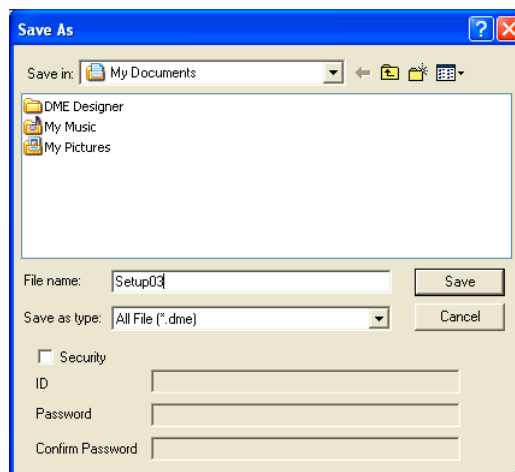 Save As
Save in: My Documents
DME Designer
My Music
My Pictures
File name: Setup03 Save
Save as type: All File (*.dme) Cancel
Security
ID
Password
Confirm Password